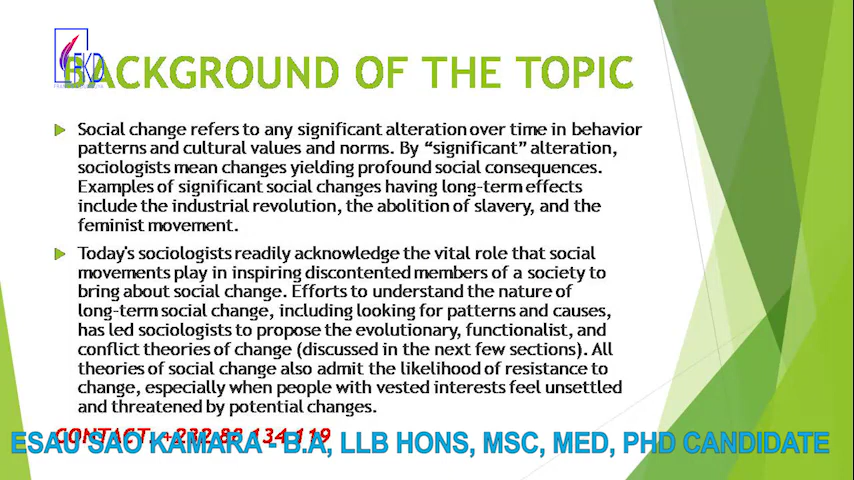 BACKGROUND OF THE TOPIC
Social change refers to any significant alteration over time in behavior
patterns and cultural values and norms. By “significant” alteration,
sociologists mean changes yielding profound social consequences.
Examples of significant social changes having long-term effects
include the industrial revolution, the abolition of slavery, and the
feminist movement.
Today's sociologists readily acknowledge the vital role that social
movements play in inspiring discontented members of a society to
bring about social change. Efforts to understand the nature of
long-term social change, including looking for patterns and causes,
has led sociologists to propose the evolutionary, functionalist, and
conflict theories of change (discussed in the next few sections). All
theories of social change also admit the likelihood of resistance to
change, especially when people with vested interests feel unsettled
and threatened by potential changes.
CONTACT: +232 88 134 119
ESAU SAO KAMARA - B.A, LLB HONS, MSC, MED, PHD CANDIDATE